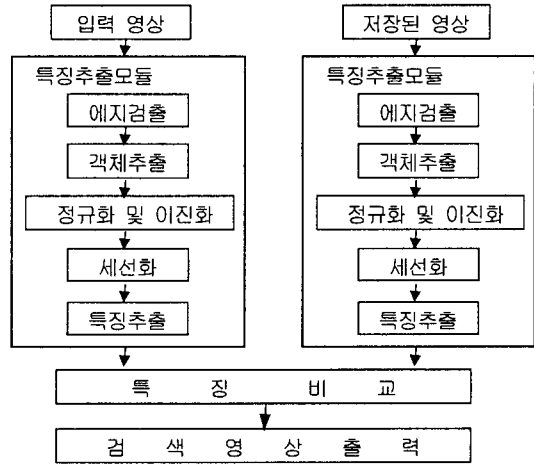 입력 영상
특징추출모듈
에지검출
객체추출
정규화 및 이진화
세선화
특징추출
저장된 영상
특징추출모듈
에지검출
객체추출
정규화 및 이진화
세선화
특징추출
특 징 비 교
검 색 영 상 출 력